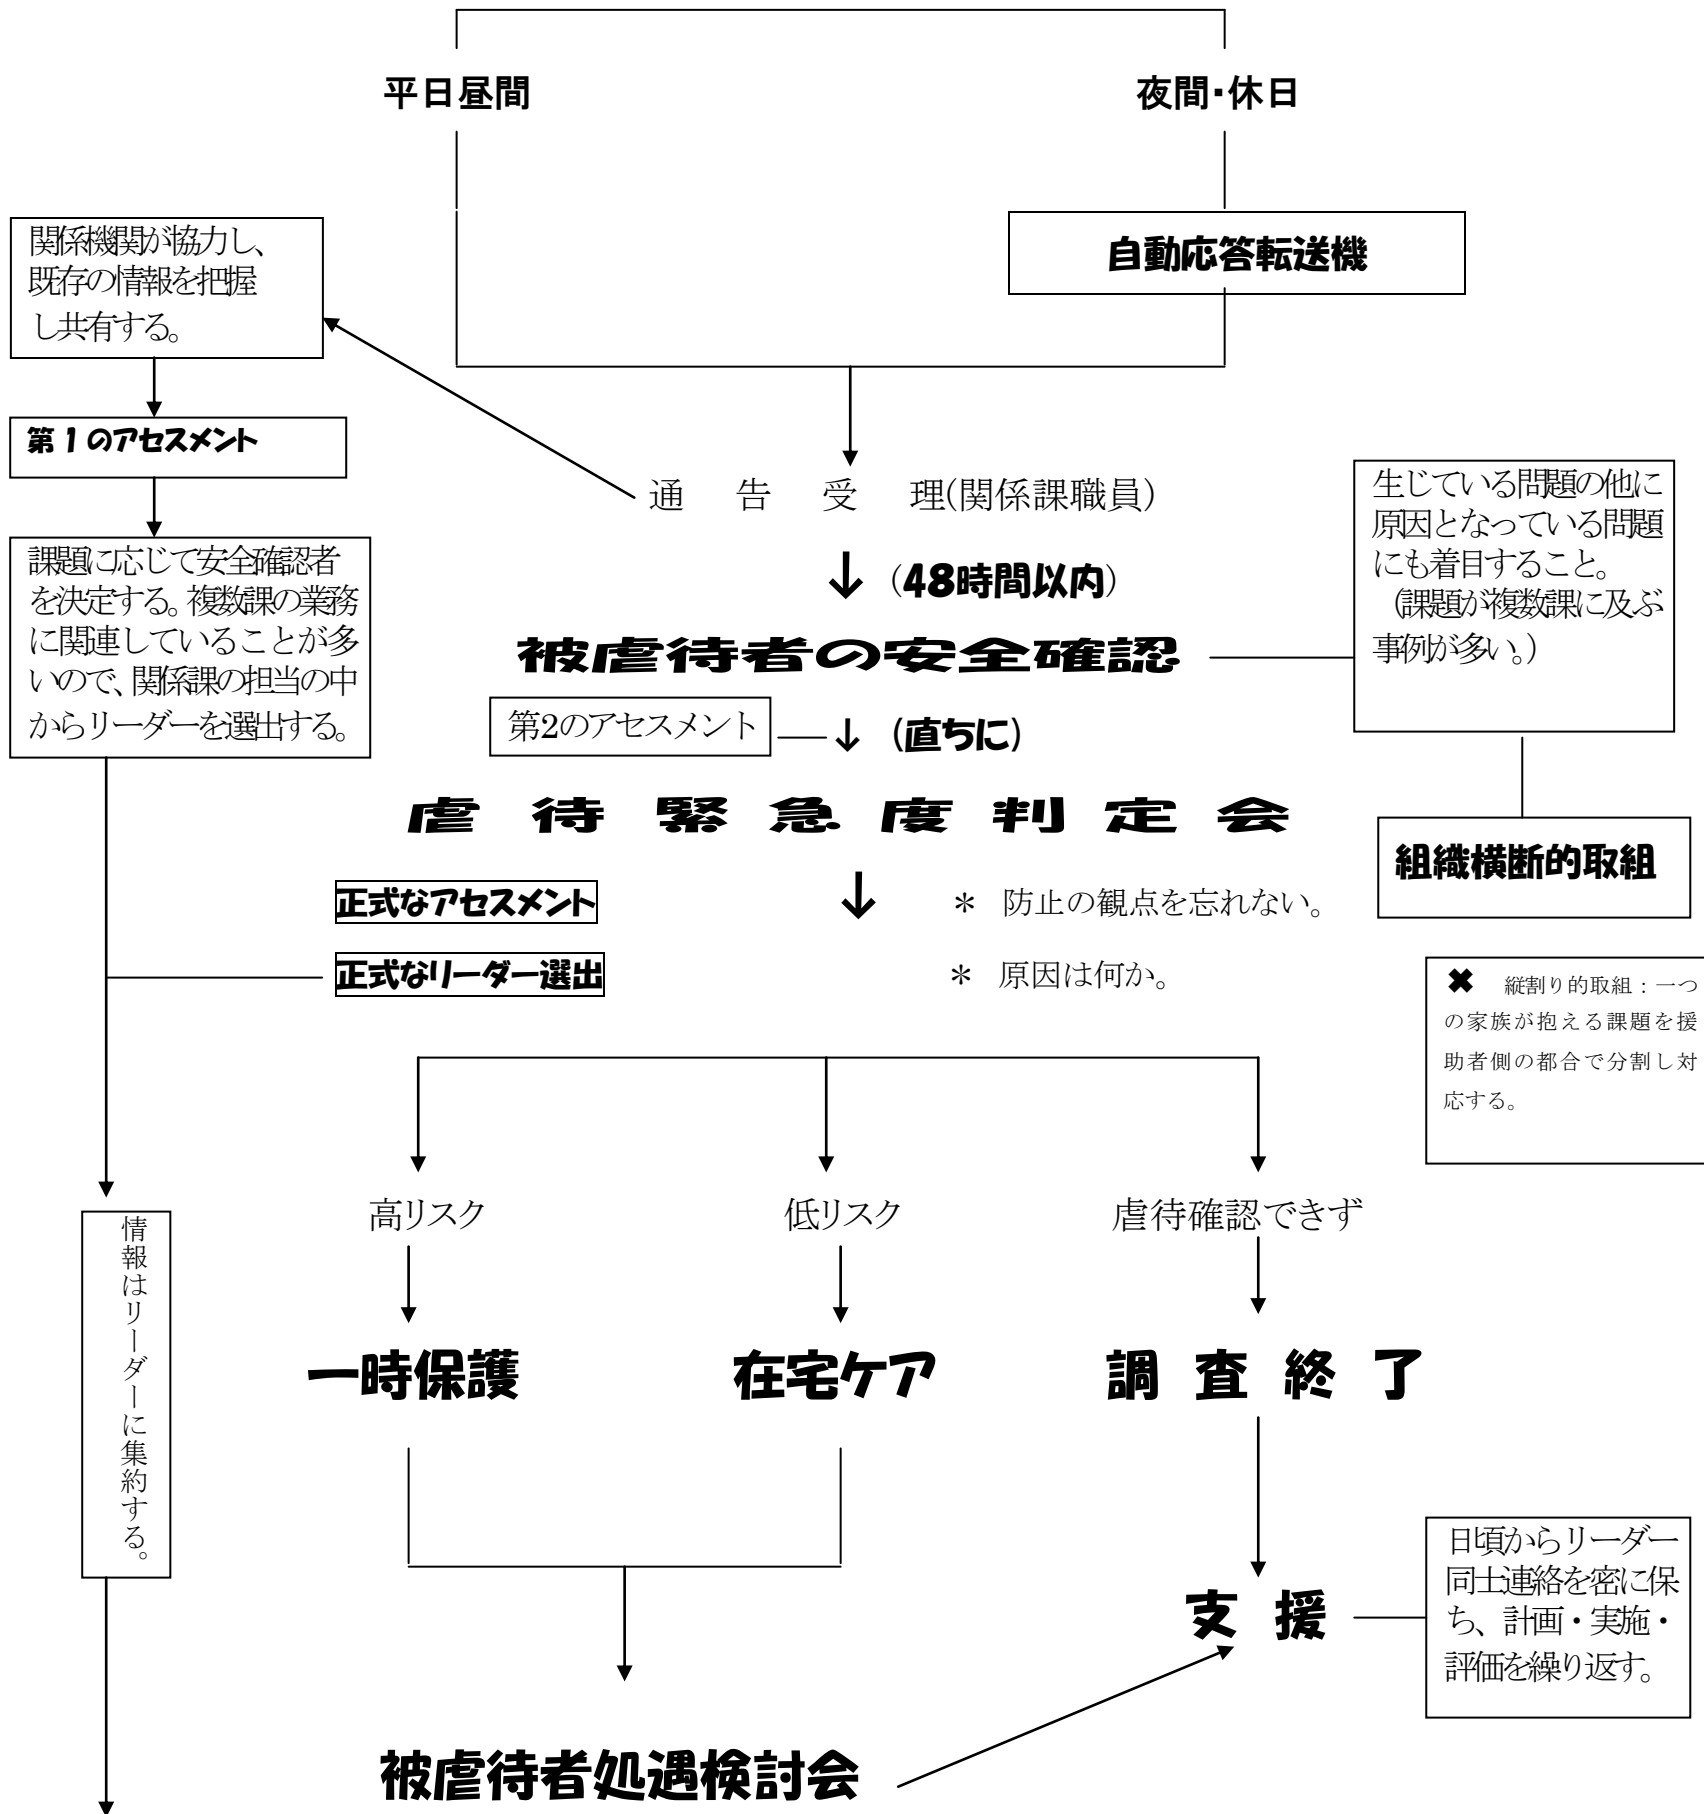 平日昼間
夜間・休日
自動応答転送機
関係機関が協力し、
既存の情報を把握
し共有する。
第1のアセスメント
課題に応じて安全確認者
を決定する。複数課の業務
に関連していることが多
いので、関係課の担当の中
からリーダーを選出する。
通 告 受 理(関係課職員)
↓ (48時間以内)
被虐待者の安全確認
生じている問題の他に
原因となっている問題
にも着目すること。
(課題が複数課に及ぶ
事例が多い。)
第2のアセスメント
↓ (直ちに)
虐 待 緊 急 度 判 定 会
組織横断的取組
正式なアセスメント
↓
＊ 防止の観点を忘れない。
正式なリーダー選出
＊ 原因は何か。
✖ 縦割り的取組：一つ
の家族が抱える課題を援
助者側の都合で分割し対
応する。
情報はリーダーに集約する。
高リスク
低リスク
虐待確認できず
一時保護
在宅ケア
調 査 終 了
支 援
日頃からリーダー
同士連絡を密に保
ち、計画・実施・
評価を繰り返す。
被虐待者処遇検討会